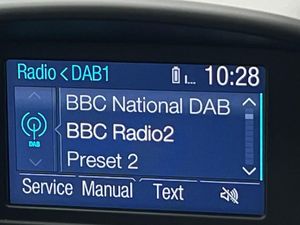 Radio < DAB1 10:28
BBC National DAB
BBC Radio2
DAB
Preset 2
Service Manual Text